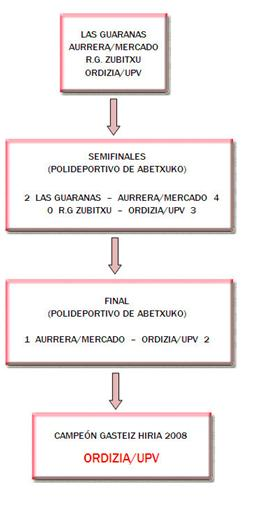 LAS GUARANAS
AURRERA/MERCADO
R.G. ZUBITXU
ORDIZIA/UPV
SEMIFINALES
(POLIDEPORTIVO DE ABETXUKO)
2 LAS GUARANAS – AURRERA/MERCADO 4
0 R.G ZUBITXU – ORDIZIA/UPV 3
FINAL
(POLIDEPORTIVO DE ABETXUKO)
1 AURRERA/MERCADO – ORDIZIA/UPV 2
CAMPEÓN GASTEIZ HIRIA 2008
ORDIZIA/UPV